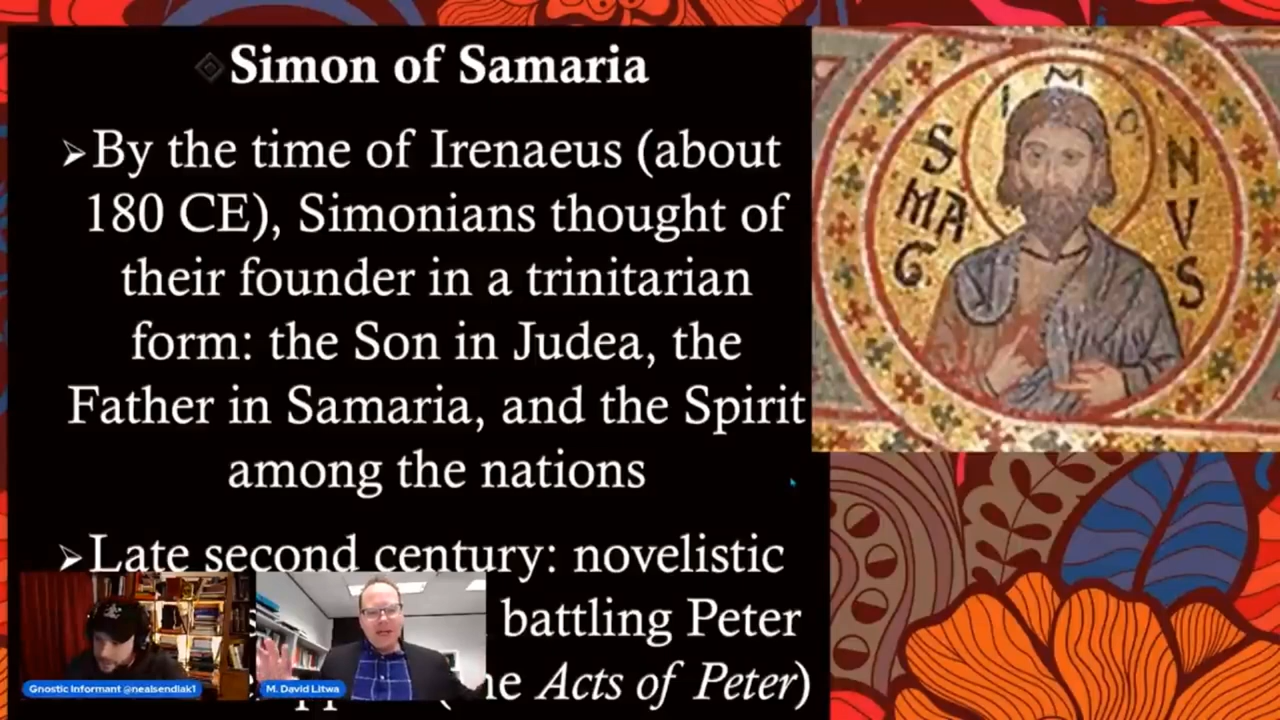 Simon of Samaria
➢By the time of Irenaeus (about
180 CE), Simonians thought of
their founder in a trinitarian
form: the Son in Judea, the
Father in Samaria, and the Spirit
among the nations
➢Late second century: novelistic
battling Peter
Acts of Peter)
S I M O N
MA V
G S
Gnostic Informant @nealsendlak1
M. David Litwa